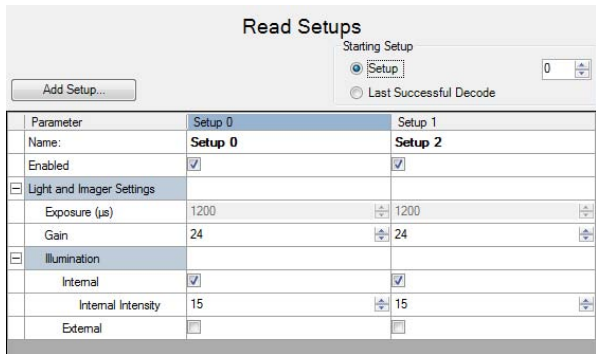 Read Setups
Starting Setup
Setup 0
Add Setup...
Last Successful Decode
Parameter Setup 0 Setup 1
Name: Setup 0 Setup 2
Enabled
Light and Imager Settings
Exposure (µs) 1200 1200
Gain 24 24
Illumination
Internal
Internal Intensity 15 15
External